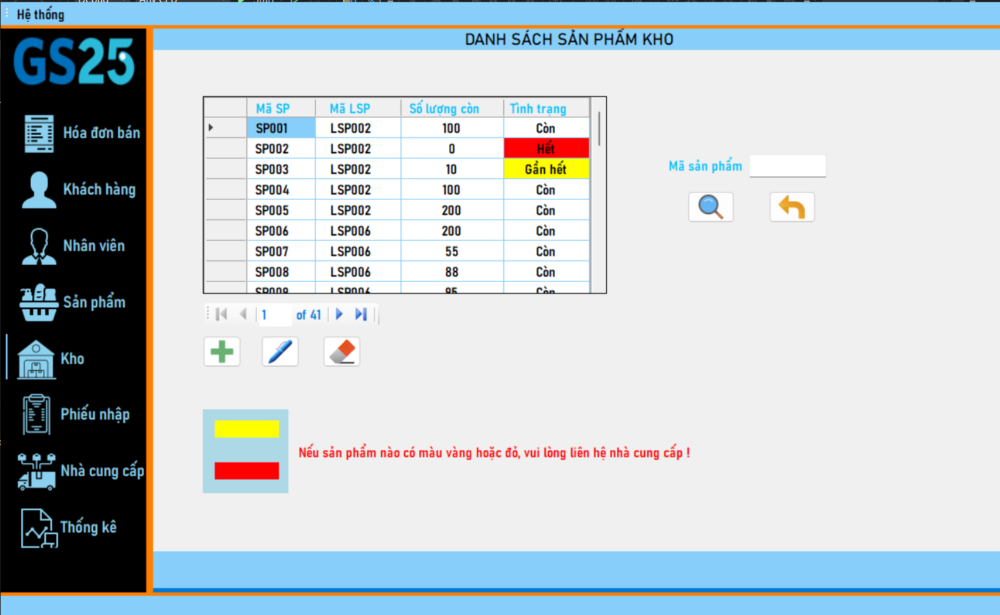 Hệ thống
GS25
DANH SÁCH SẢN PHẨM KHO
Hóa đơn bán
Khách hàng
Nhân viên
Sản phẩm
Kho
Phiếu nhập
Nhà cung cấp
Thống kê
Mã SP Mã LSP Số lượng còn Tình trạng
SP001 LSP002 100 Còn
SP002 LSP002 0 Hết
SP003 LSP002 10 Gần hết
SP004 LSP002 100 Còn
SP005 LSP002 200 Còn
SP006 LSP006 200 Còn
SP007 LSP006 55 Còn
SP008 LSP006 88 Còn
SP009 LSP006 95 Còn
1 of 41
Mã sản phẩm
Nếu sản phẩm nào có màu vàng hoặc đỏ, vui lòng liên hệ nhà cung cấp !